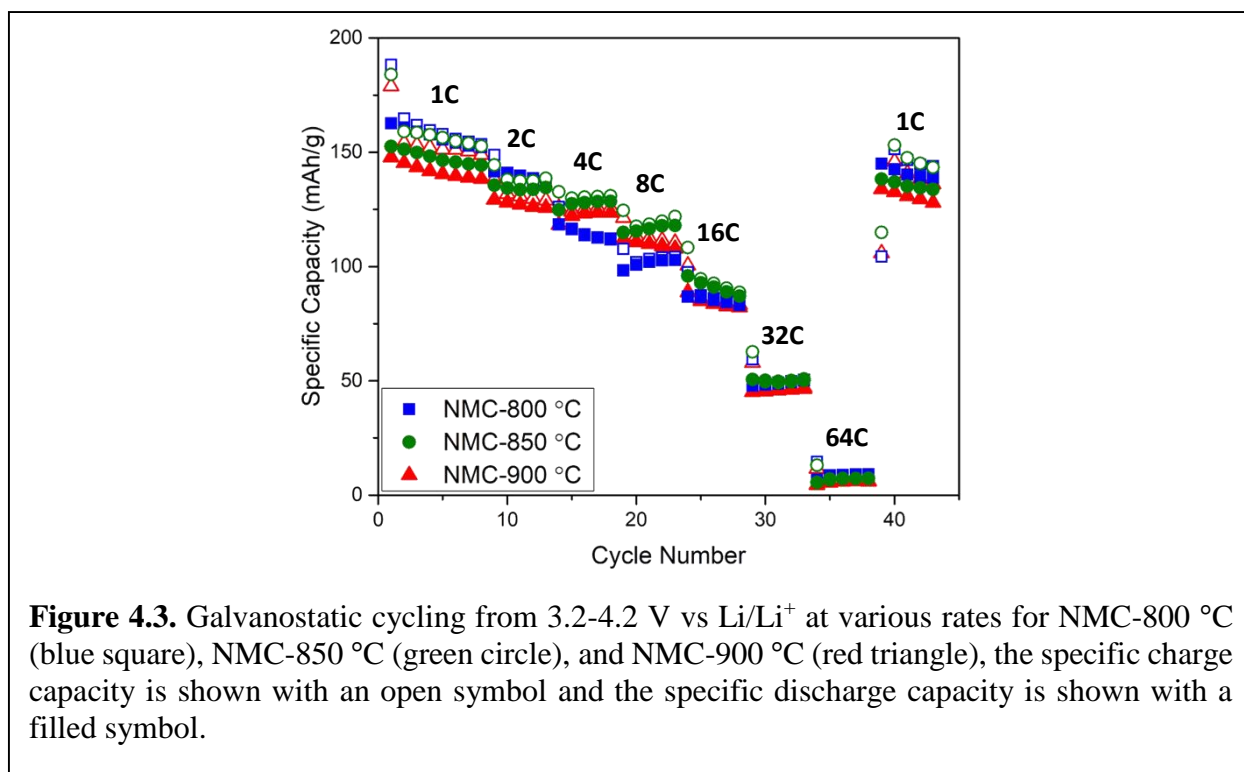 200
150
100
50
0
Specific Capacity (mAh/g)
1C
2C
4C
8C
16C
32C
64C
1C
NMC-800 °C
NMC-850 °C
NMC-900 °C
0
10
20
30
40
Cycle Number
Figure 4.3. Galvanostatic cycling from 3.2-4.2 V vs Li/Li⁺ at various rates for NMC-800 °C
(blue square), NMC-850 °C (green circle), and NMC-900 °C (red triangle), the specific charge
capacity is shown with an open symbol and the specific discharge capacity is shown with a
filled symbol.